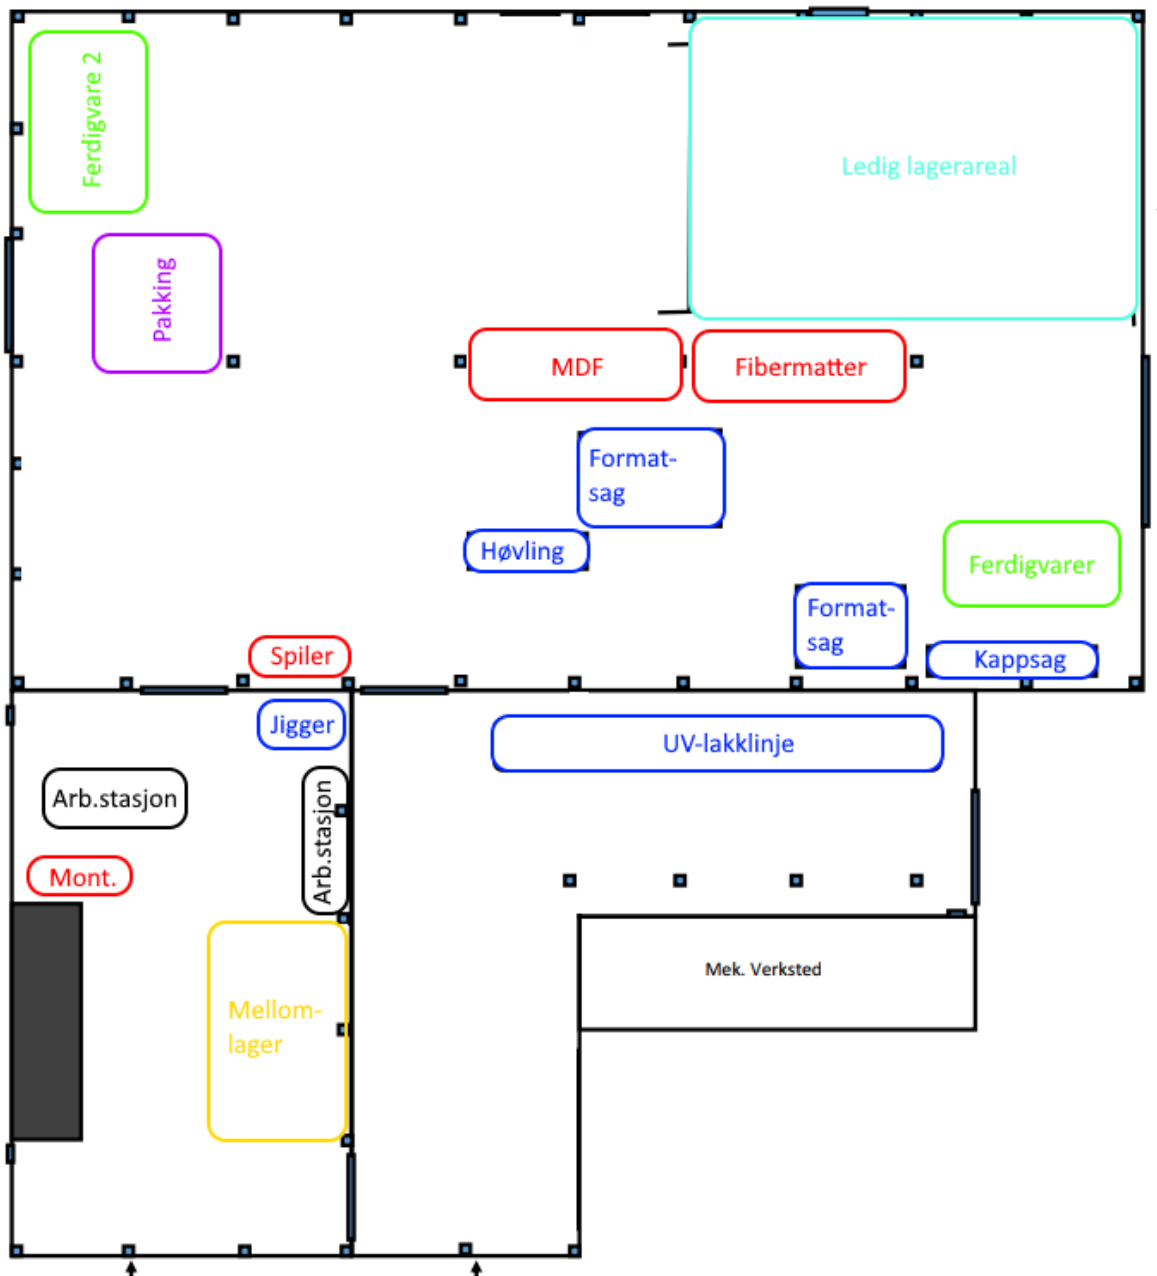 Ferdigvare 2
Ledig lagerareal
Pakking
MDF
Fibermatter
Format-
sag
Høvling
Ferdigvarer
Format-
sag
Spiler
Kappsag
Jigger
UV-lakklinje
Arb.stasjon
Arb.stasjon
Mont.
Mek. Verksted
Mellom-
lager